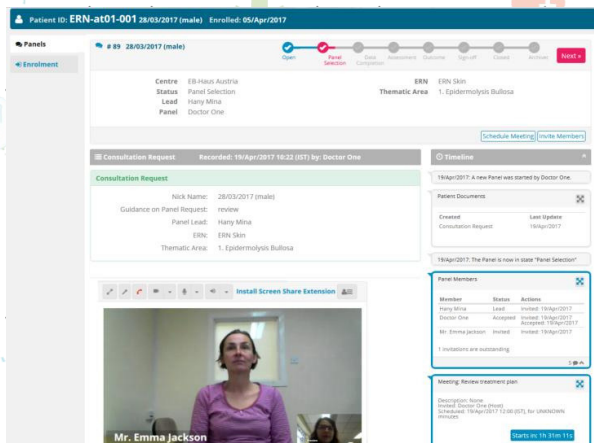 Patient ID: ERN-at01-001 28/03/2017 (male) Enrolled: 05/Apr/2017
Panels
Enrolment
# 89 28/03/2017 (male)
Open
Panel Selection
Data Completion
Assessment
Outcome
Sign-off
Closed
Archived
Next »
Centre EB-Haus Austria
Status Panel Selection
Lead Hany Mina
Panel Doctor One
ERN ERN Skin
Thematic Area 1. Epidermolysis Bullosa
Schedule Meeting Invite Members
Consultation Request Recorded: 19/Apr/2017 10:22 (IST) by: Doctor One
Consultation Request
Nick Name: 28/03/2017 (male)
Guidance on Panel Request: review
Panel Lead: Hany Mina
ERN: ERN Skin
Thematic Area: 1. Epidermolysis Bullosa
Install Screen Share Extension
Mr. Emma Jackson
Timeline
19/Apr/2017: A new Panel was started by Doctor One
Patient Documents
Created Last Update
Consultation Request 19/Apr/2017
19/Apr/2017: The Panel is now in state "Panel Selection"
Panel Members
Member Status Actions
Hany Mina Lead Invited: 19/Apr/2017
Doctor One Accepted Invited: 19/Apr/2017
Accepted: 19/Apr/2017
Mr. Emma Jackson Invited Invited: 19/Apr/2017
1 invitations are outstanding.
5
Meeting: Review treatment plan
Description: None
Invited: Doctor One (Host)
Scheduled: 19/Apr/2017 12:00 (IST), for UNKNOWN
minutes
Starts in: 1h 31m 11s